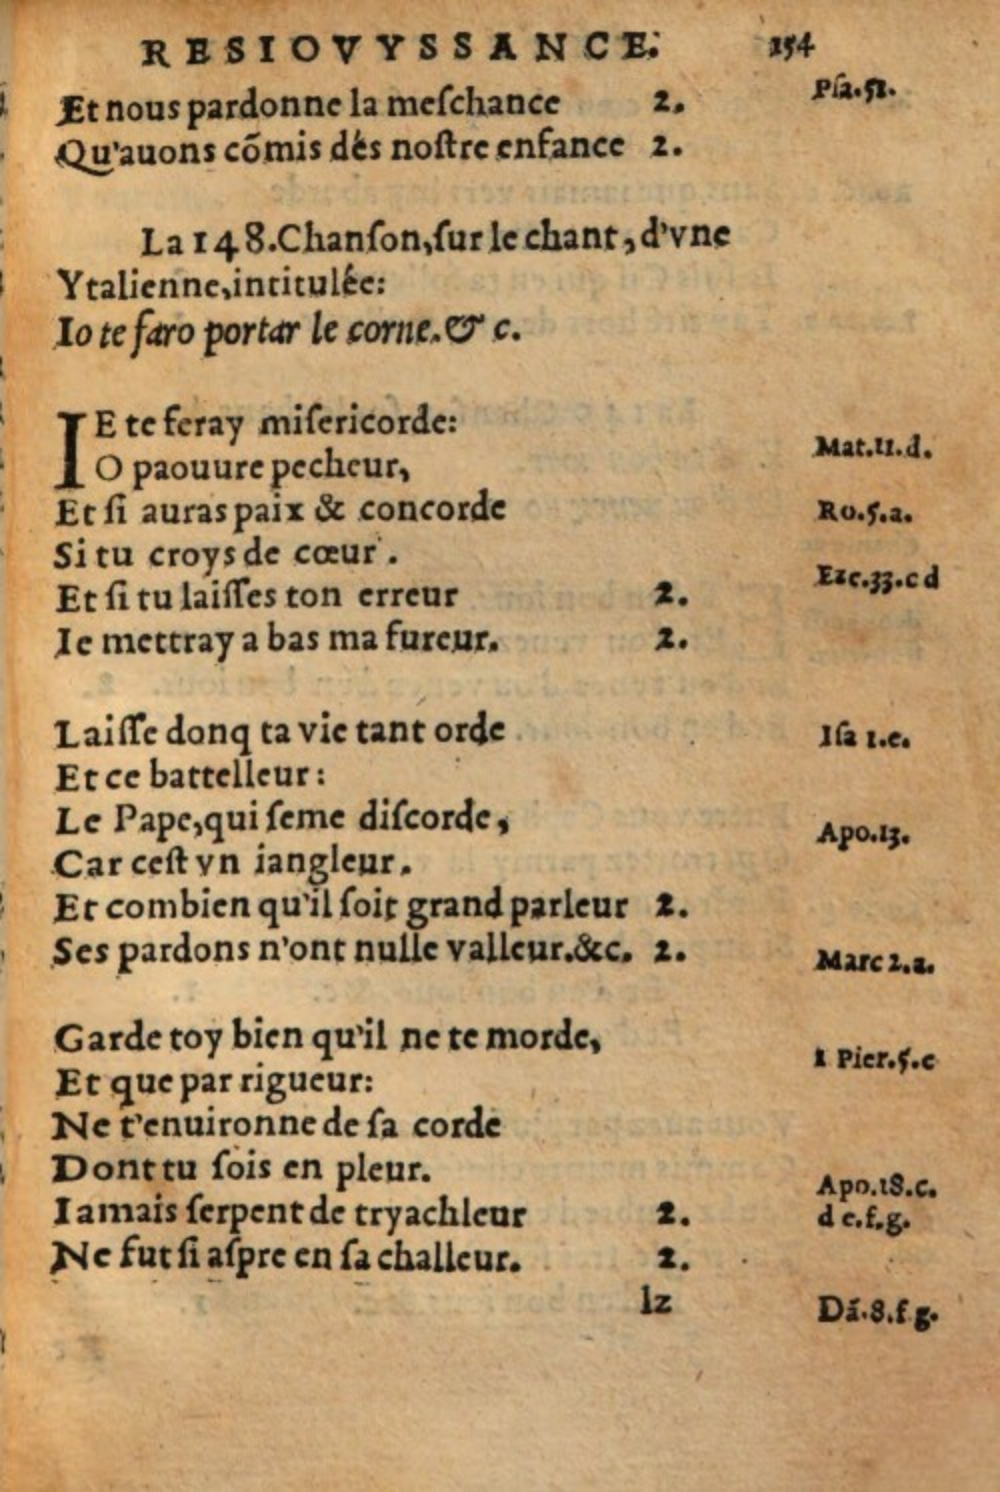 RESIOVYSSANCE. 154
Et nous pardonne la meſchance 2. Pſa.51.
Qu'auons cõmis dés noſtre enfance 2.
La 148. Chanſon, ſur le chant, d'vne
Ytalienne, intitulée:
Io te faro portar le corne. & c.
IE te feray miſericorde:
O paouure pecheur, Mat.11.d.
Et ſi auras paix & concorde Ro.5.a.
Si tu croys de cœur.
Et ſi tu laiſſes ton erreur 2. Eze.33.c d
Ie mettray a bas ma fureur. 2.
Laiſſe donq ta vie tant orde Iſa 1.e.
Et ce battelleur:
Le Pape, qui ſeme diſcorde, Apo.13.
Car ceſt vn iangleur.
Et combien qu'il ſoit grand parleur 2.
Ses pardons n'ont nulle valleur. &c. 2. Marc 2.a.
Garde toy bien qu'il ne te morde,
Et que par rigueur: 1 Pier.5.c
Ne t'enuironne de ſa corde
Dont tu ſois en pleur. Apo.18.c.
Iamais ſerpent de tryachleur 2. d e.f.g.
Ne fut ſi aſpre en ſa challeur. 2.
lz Dá.8.f g.